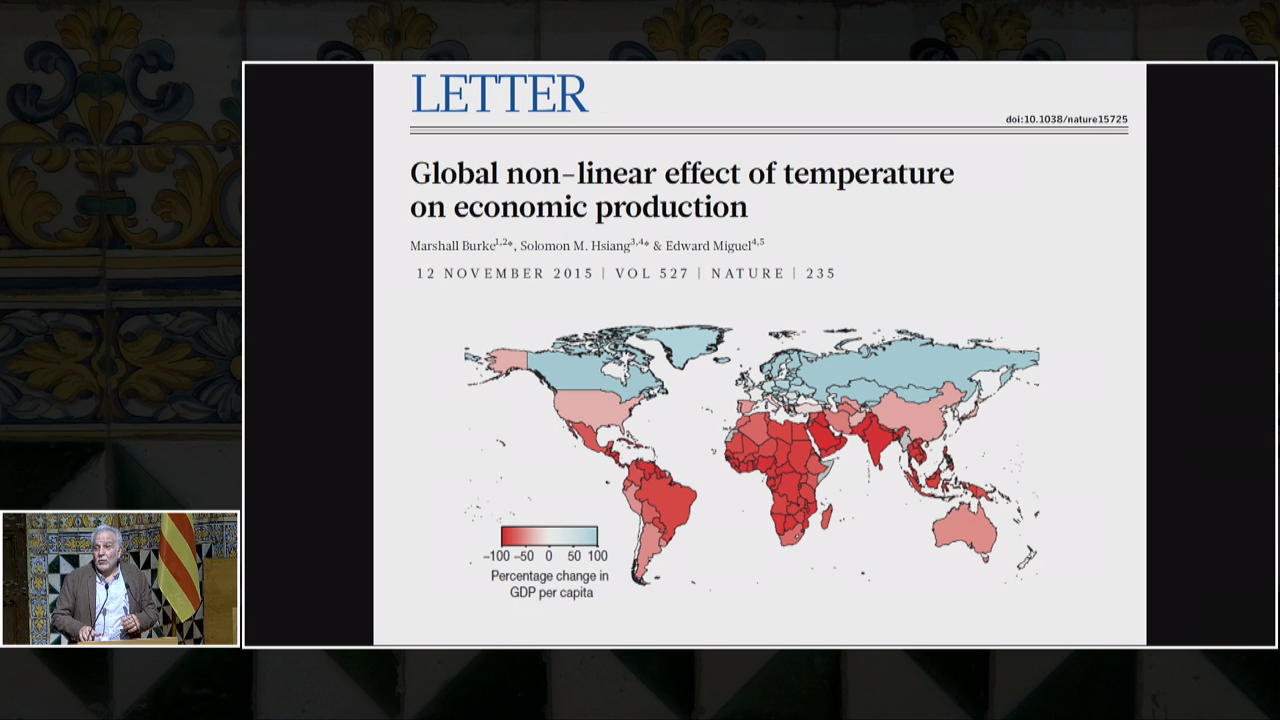 LETTER
doi:10.1038/nature15725
Global non-linear effect of temperature
on economic production
Marshall Burke1,2*, Solomon M. Hsiang3,4* & Edward Miguel4,5
12 NOVEMBER 2015 | VOL 527 | NATURE | 235
−100 −50 0 50 100
Percentage change in
GDP per capita